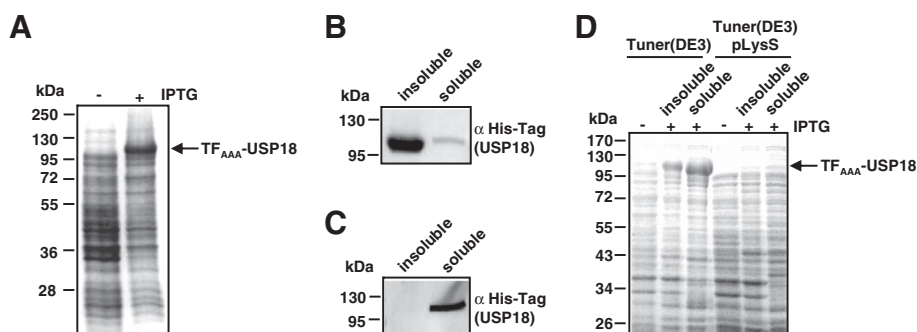 A
kDa
- + IPTG
250
130
95
72
55
36
28
TF_AAA-USP18
B
insoluble
soluble
kDa
130
95
α His-Tag
(USP18)
C
insoluble
soluble
kDa
130
95
α His-Tag
(USP18)
D
Tuner(DE3)
Tuner(DE3)
pLysS
insoluble
soluble
insoluble
soluble
kDa
- + + - + + IPTG
170
130
95
72
55
43
34
26
TF_AAA-USP18